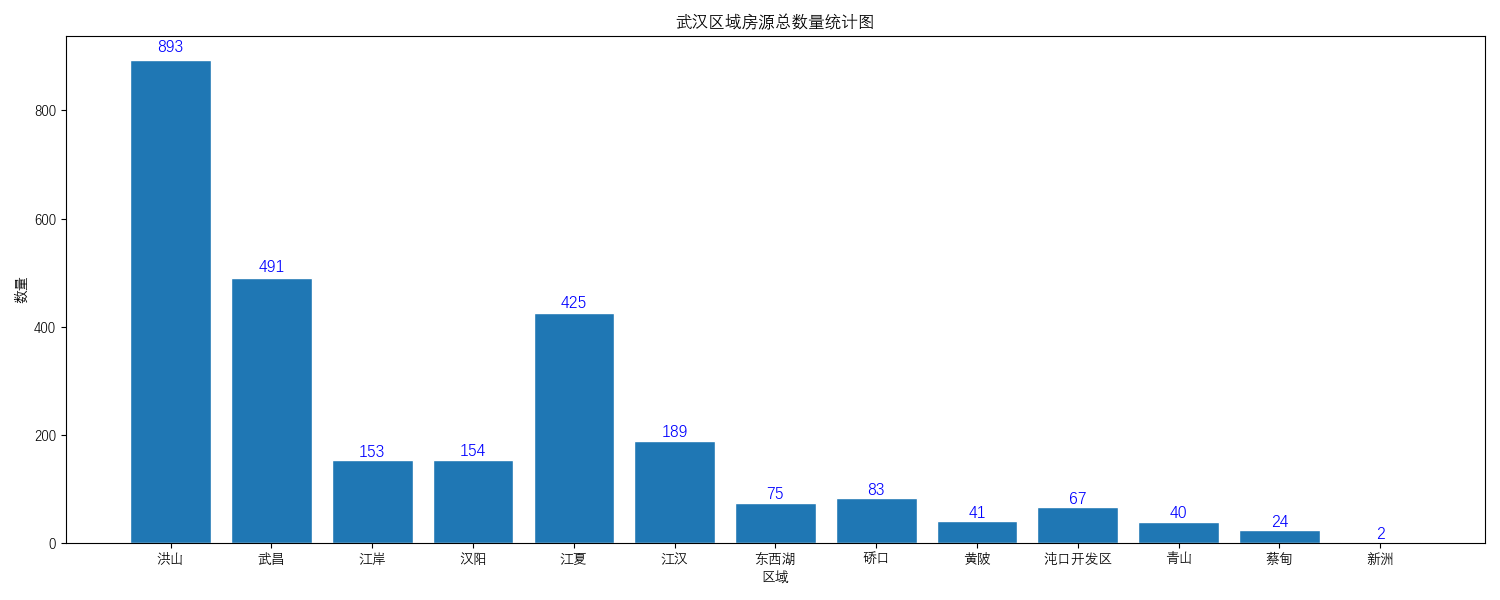 武汉区域房源总数量统计图
数量
800
600
400
200
0
893
491
153
154
425
189
75
83
41
67
40
24
2
洪山
武昌
江岸
汉阳
江夏
江汉
东西湖
硚口
黄陂
沌口开发区
青山
蔡甸
新洲
区域